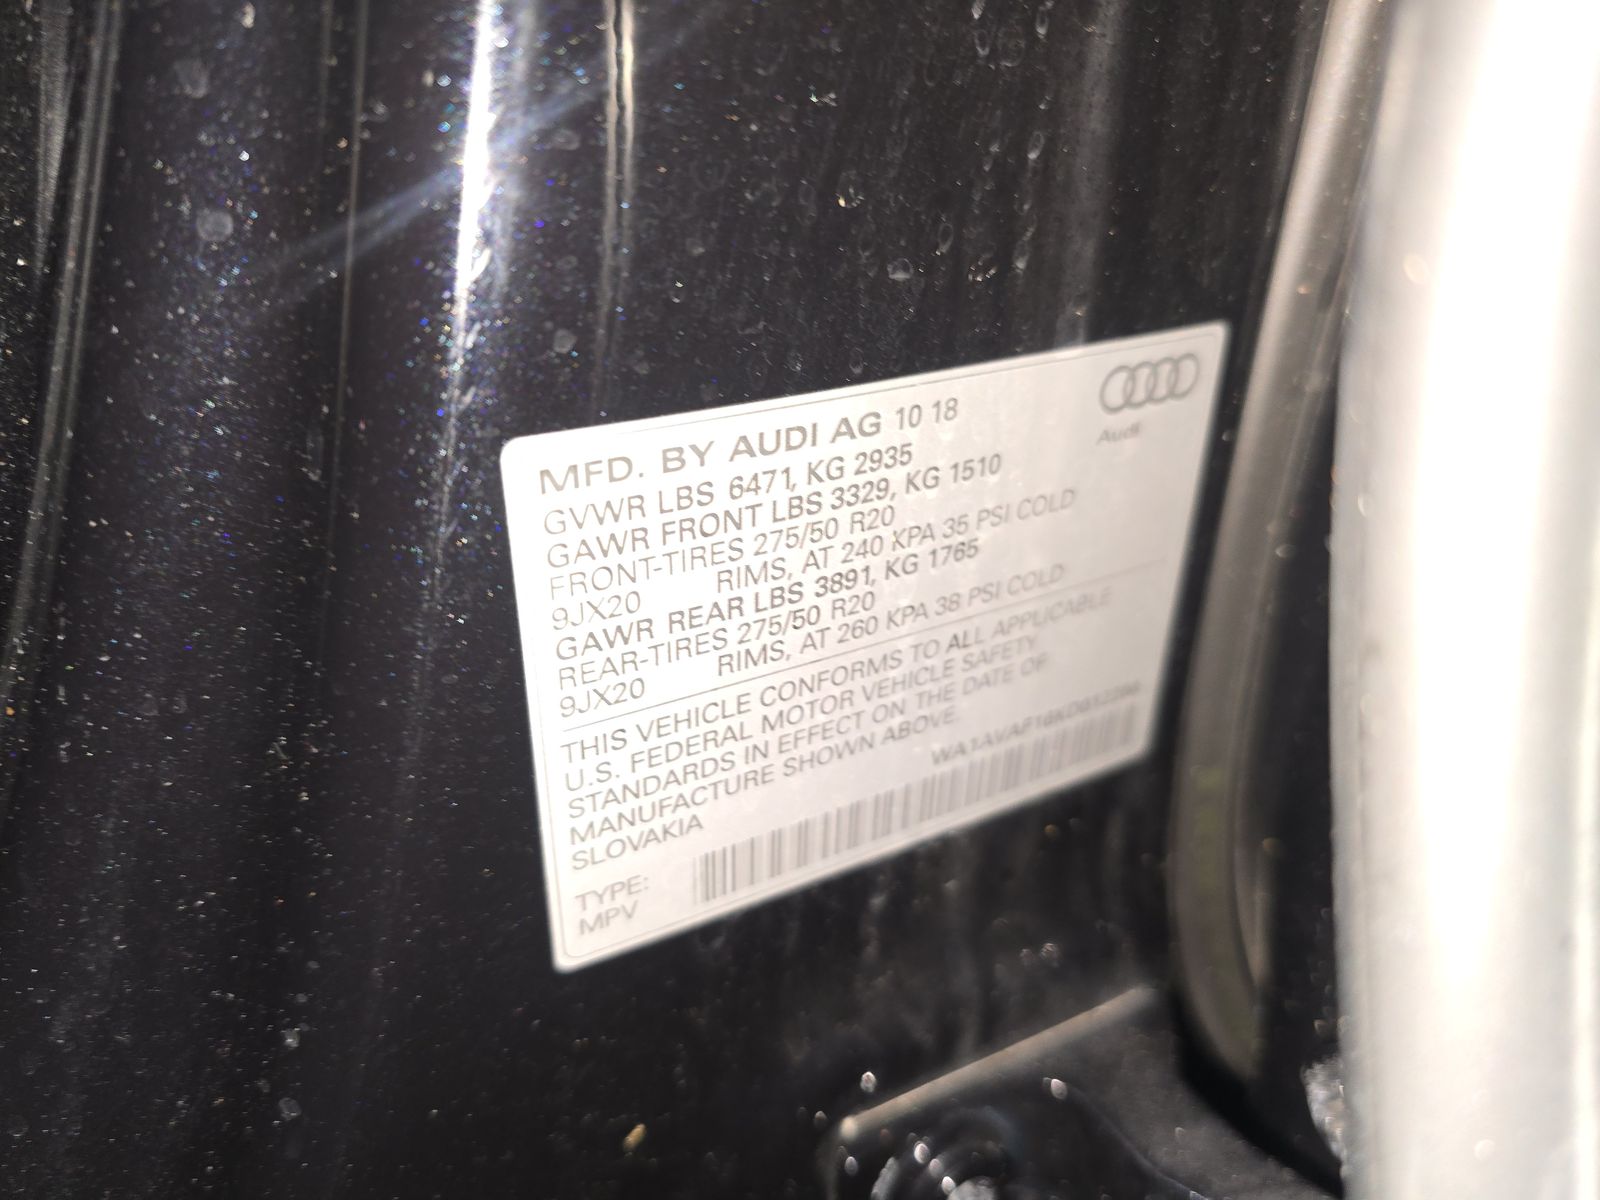 MFD. BY AUDI AG 10 18
Audi
GVWR LBS 6471, KG 2935
GAWR FRONT LBS 3329, KG 1510
FRONT-TIRES 275/50 R20
9JX20 RIMS, AT 240 KPA 35 PSI COLD
GAWR REAR LBS 3891, KG 1765
REAR-TIRES 275/50 R20
9JX20 RIMS, AT 260 KPA 38 PSI COLD
THIS VEHICLE CONFORMS TO ALL APPLICABLE
U.S. FEDERAL MOTOR VEHICLE SAFETY
STANDARDS IN EFFECT ON THE DATE OF
MANUFACTURE SHOWN ABOVE.
SLOVAKIA
TYPE:
MPV